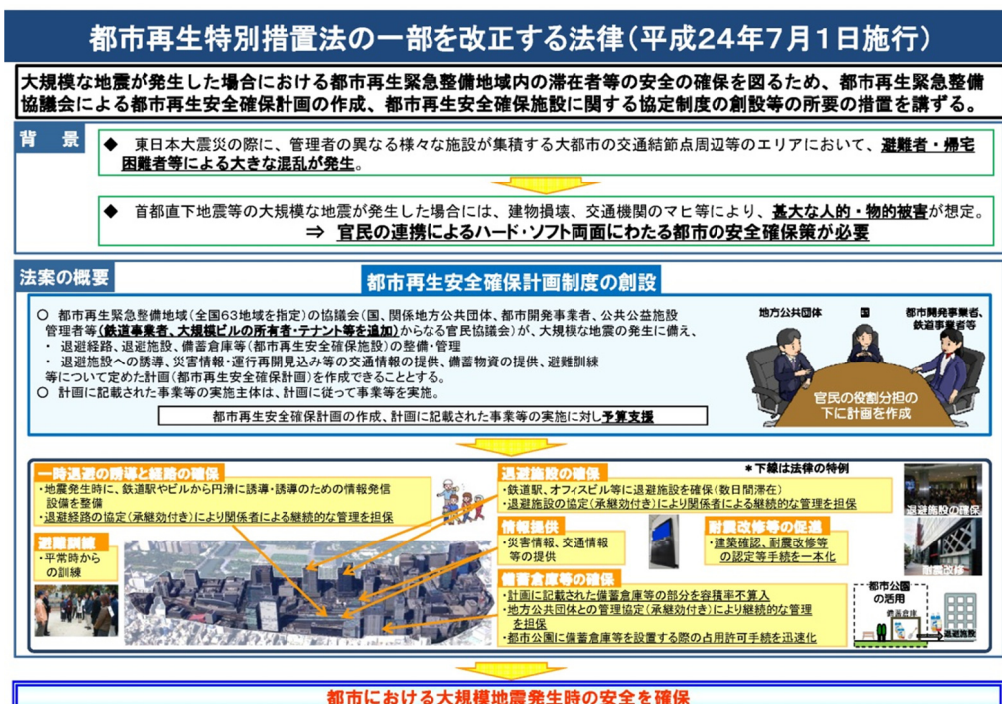 都市再生特別措置法の一部を改正する法律(平成24年7月1日施行)
大規模な地震が発生した場合における都市再生緊急整備地域内の滞在者等の安全の確保を図るため、都市再生緊急整備
協議会による都市再生安全確保計画の作成、都市再生安全確保施設に関する協定制度の創設等の所要の措置を講ずる。
背 景
◆ 東日本大震災の際に、管理者の異なる様々な施設が集積する大都市の交通結節点周辺等のエリアにおいて、避難者・帰宅
困難者等による大きな混乱が発生。
◆ 首都直下地震等の大規模な地震が発生した場合には、建物損壊、交通機関のマヒ等により、甚大な人的・物的被害が想定。
⇒ 官民の連携によるハード・ソフト両面にわたる都市の安全確保策が必要
法案の概要
都市再生安全確保計画制度の創設
○ 都市再生緊急整備地域(全国63地域を指定)の協議会(国、関係地方公共団体、都市開発事業者、公共公益施設
管理者等(鉄道事業者、大規模ビルの所有者・テナント等を追加)からなる官民協議会)が、大規模な地震の発生に備え、
・ 退避経路、退避施設、備蓄倉庫等(都市再生安全確保施設)の整備・管理
・ 退避施設への誘導、災害情報・運行再開見込み等の交通情報の提供、備蓄物資の提供、避難訓練
等について定めた計画(都市再生安全確保計画)を作成できることとする。
○ 計画に記載された事業等の実施主体は、計画に従って事業等を実施。
都市再生安全確保計画の作成、計画に記載された事業等の実施に対し予算支援
地方公共団体
国
都市開発事業者、
鉄道事業者等
官民の役割分担の
下に計画を作成
一時退避の誘導と経路の確保
・地震発生時に、鉄道駅やビルから円滑に誘導・誘導のための情報発信
設備を整備
・退避経路の協定(承継効付き)により関係者による継続的な管理を担保
避難訓練
・平常時から
の訓練
退避施設の確保
・鉄道駅、オフィスビル等に退避施設を確保(数日間滞在)
・退避施設の協定(承継効付き)により関係者による継続的な管理を担保
*下線は法律の特例
退避施設の確保
情報提供
・災害情報、交通情報
等の提供
耐震改修等の促進
・建築確認、耐震改修等
の認定等手続を一本化
耐震改修
備蓄倉庫等の確保
・計画に記載された備蓄倉庫等の部分を容積率不算入
・地方公共団体との管理協定(承継効付き)により継続的な管理
を担保
・都市公園に備蓄倉庫等を設置する際の占用許可手続を迅速化
都市公園
の活用
備蓄倉庫
退避施設
都市における大規模地震発生時の安全を確保